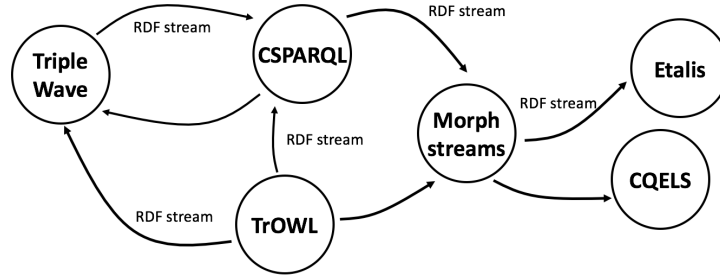 RDF stream
RDF stream
Triple
Wave
CSPARQL
Etalis
RDF stream
Morph
streams
RDF stream
CQELS
RDF stream
TrOWL